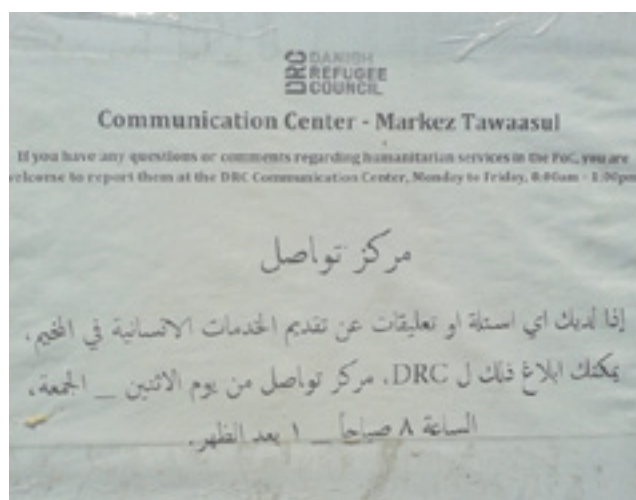 DRC DANISH
REFUGEE
COUNCIL
Communication Center - Markez Tawaasul
If you have any questions or comments regarding humanitarian services in the PoC, you are
welcome to report them at the DRC Communication Center, Monday to Friday, 8:00am - 1:00pm
مركز تواصل
إذا لديك اي اسئلة او تعليقات عن تقديم الخدمات الانسانية في المخيم،
يمكنك ابلاغ ذلك ل DRC، مركز تواصل من يوم الاثنين _ الجمعة،
الساعة ٨ صباحاً _ ١ بعد الظهر.